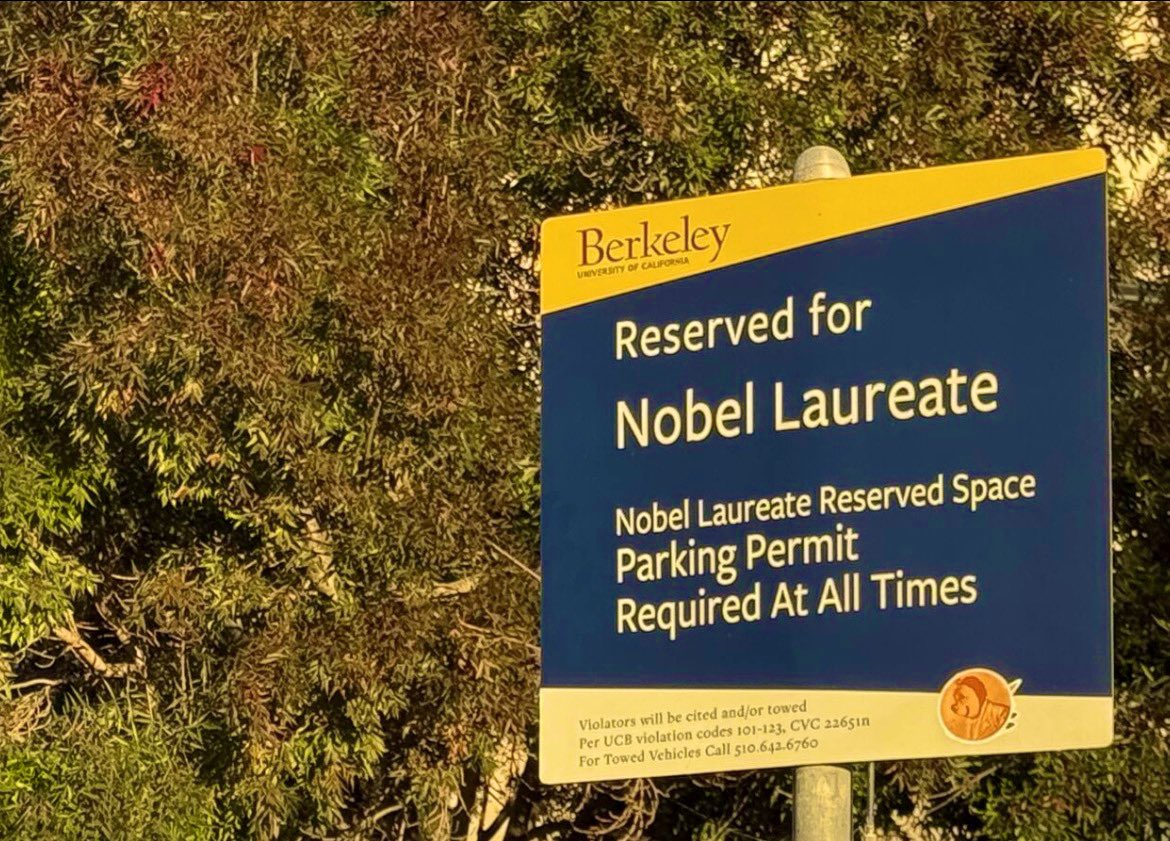 Berkeley
UNIVERSITY OF CALIFORNIA
Reserved for
Nobel Laureate
Nobel Laureate Reserved Space
Parking Permit
Required At All Times
Violators will be cited and/or towed
Per UCB violation codes 101-123, CVC 22651n
For Towed Vehicles Call 510.642.6760